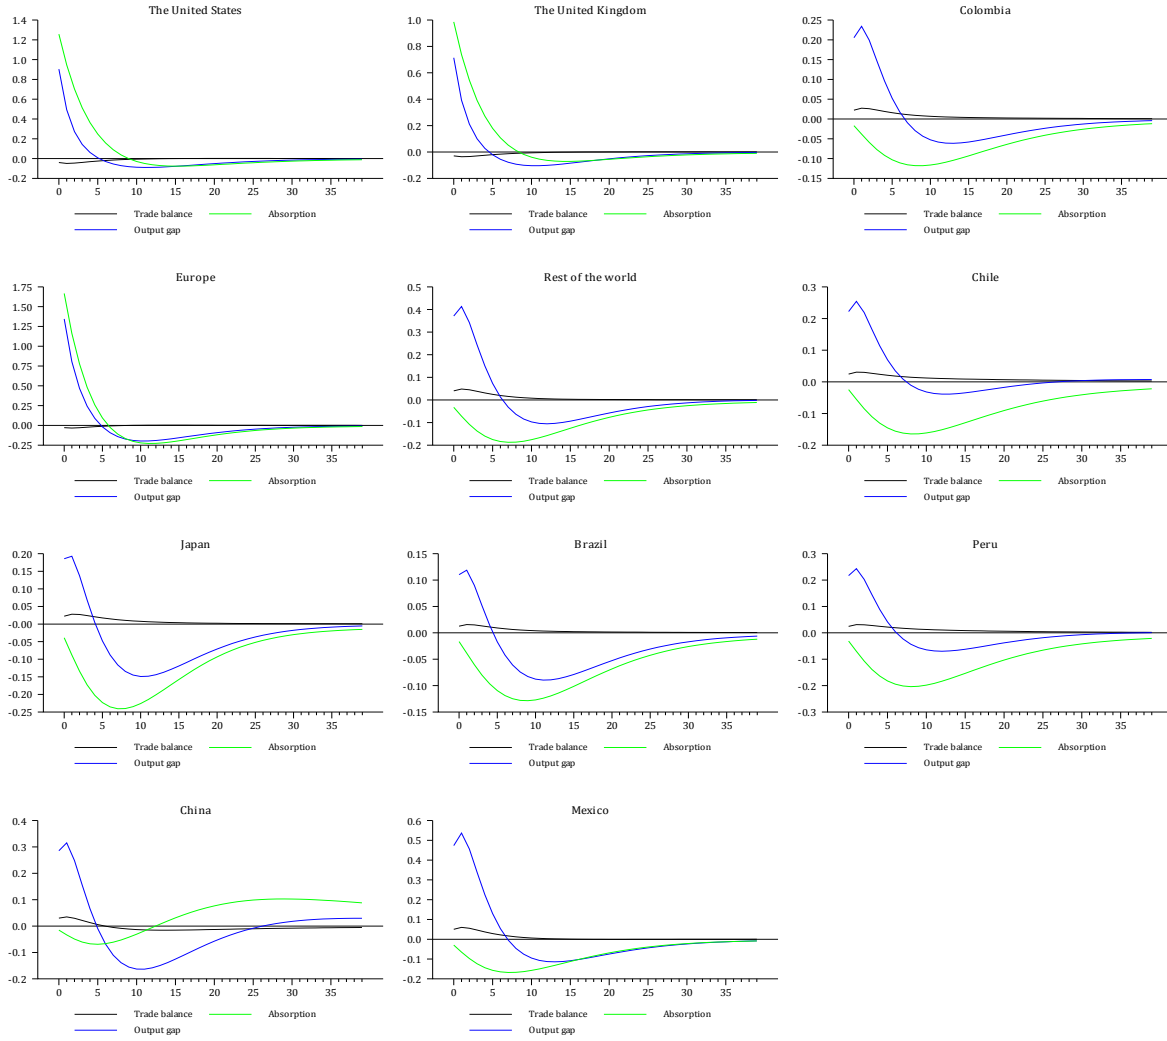 The United States
1.4
1.2
1.0
0.8
0.6
0.4
0.2
0.0
-0.2
0 5 10 15 20 25 30 35
Trade balance Absorption
Output gap
The United Kingdom
1.0
0.8
0.6
0.4
0.2
0.0
-0.2
0 5 10 15 20 25 30 35
Trade balance Absorption
Output gap
Colombia
0.25
0.20
0.15
0.10
0.05
0.00
-0.05
-0.10
-0.15
0 5 10 15 20 25 30 35
Trade balance Absorption
Output gap
Europe
1.75
1.50
1.25
1.00
0.75
0.50
0.25
0.00
-0.25
0 5 10 15 20 25 30 35
Trade balance Absorption
Output gap
Rest of the world
0.5
0.4
0.3
0.2
0.1
0.0
-0.1
-0.2
0 5 10 15 20 25 30 35
Trade balance Absorption
Output gap
Chile
0.3
0.2
0.1
0.0
-0.1
-0.2
0 5 10 15 20 25 30 35
Trade balance Absorption
Output gap
Japan
0.20
0.15
0.10
0.05
-0.00
-0.05
-0.10
-0.15
-0.20
-0.25
0 5 10 15 20 25 30 35
Trade balance Absorption
Output gap
Brazil
0.15
0.10
0.05
0.00
-0.05
-0.10
-0.15
0 5 10 15 20 25 30 35
Trade balance Absorption
Output gap
Peru
0.3
0.2
0.1
0.0
-0.1
-0.2
-0.3
0 5 10 15 20 25 30 35
Trade balance Absorption
Output gap
China
0.4
0.3
0.2
0.1
0.0
-0.1
-0.2
0 5 10 15 20 25 30 35
Trade balance Absorption
Output gap
Mexico
0.6
0.5
0.4
0.3
0.2
0.1
0.0
-0.1
-0.2
0 5 10 15 20 25 30 35
Trade balance Absorption
Output gap